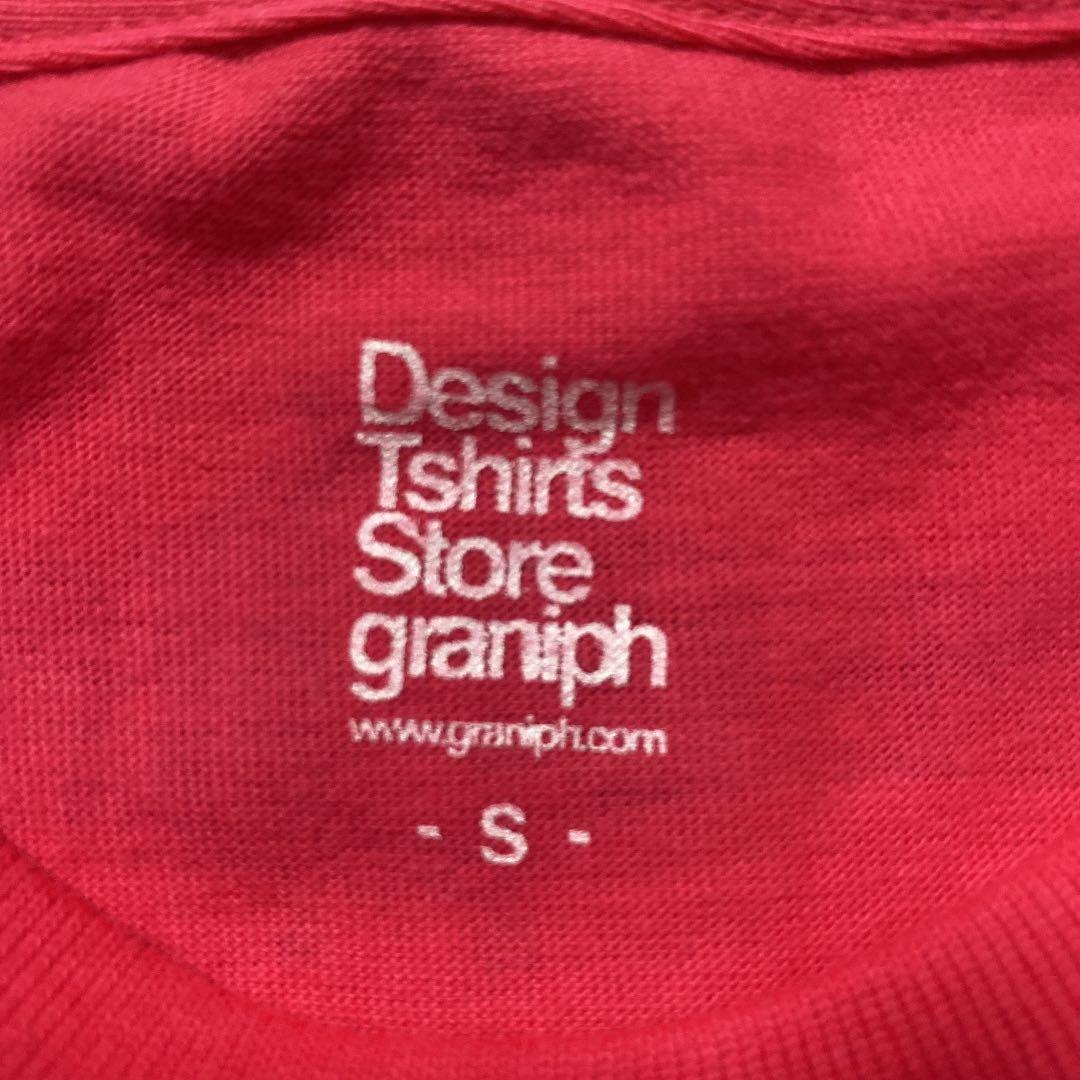 Design
Tshirts
Store
graniph
www.graniph.com
- S -